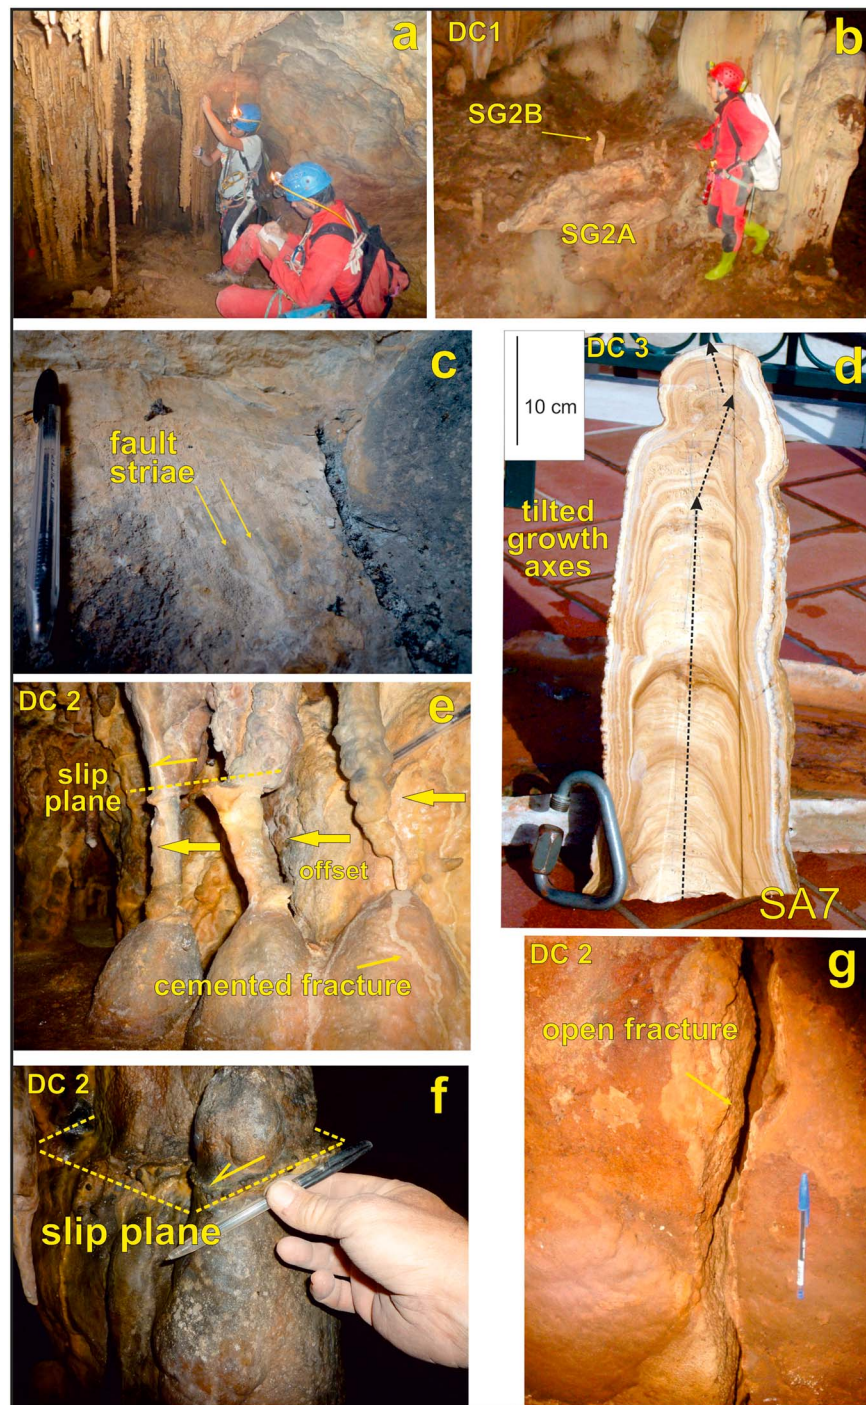 a
DC1
b
SG2B
SG2A
c
fault
striae
10 cm
DC 3
d
tilted
growth
axes
SA7
DC 2
e
slip
plane
offset
cemented fracture
DC 2
g
open fracture
DC 2
f
slip plane